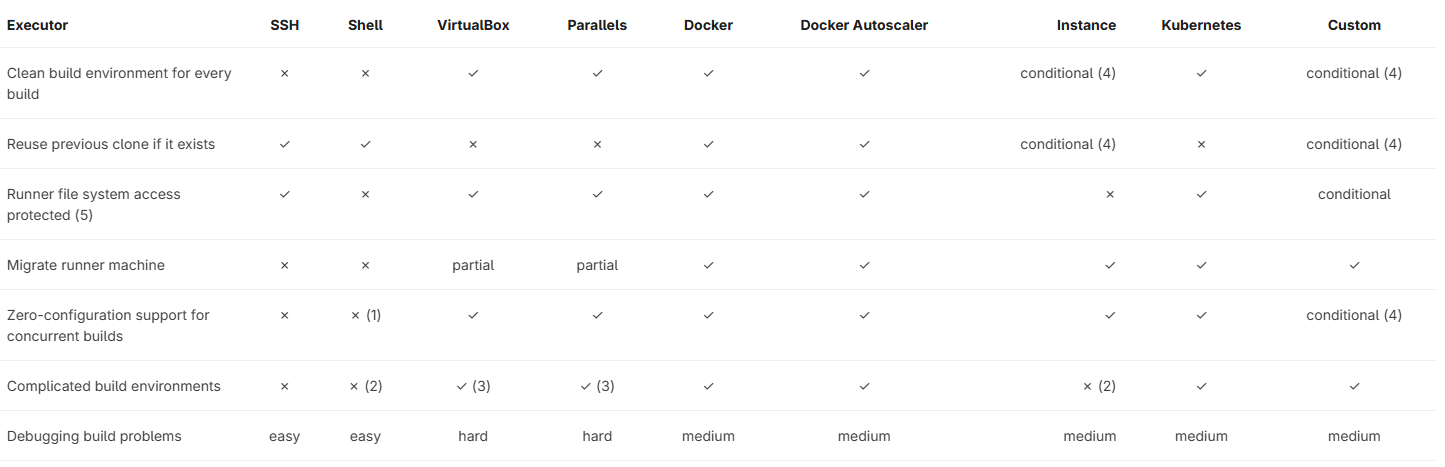 Executor SSH Shell VirtualBox Parallels Docker Docker Autoscaler Instance Kubernetes Custom
Clean build environment for every build ✕ ✕ ✓ ✓ ✓ ✓ conditional (4) ✓ conditional (4)
Reuse previous clone if it exists ✓ ✓ ✕ ✕ ✓ ✓ conditional (4) ✕ conditional (4)
Runner file system access protected (5) ✓ ✕ ✓ ✓ ✓ ✓ ✕ ✓ conditional
Migrate runner machine ✕ ✕ partial partial ✓ ✓ ✓ ✓ ✓
Zero-configuration support for concurrent builds ✕ ✕ (1) ✓ ✓ ✓ ✓ ✓ ✓ conditional (4)
Complicated build environments ✕ ✕ (2) ✓ (3) ✓ (3) ✓ ✓ ✕ (2) ✓ ✓
Debugging build problems easy easy hard hard medium medium medium medium medium